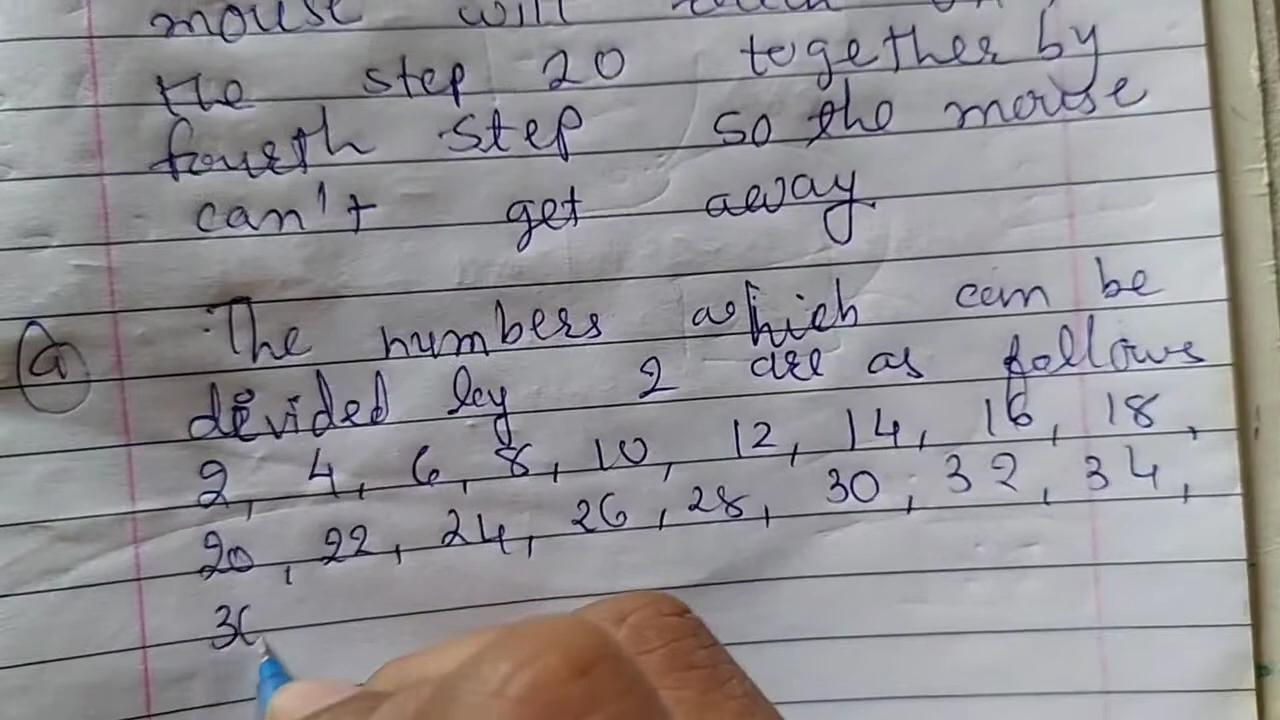 mouse will
the step 20 together by
fourth step so the mouse
can't get away
a The numbers which can be
devided by 2 are as follows
2, 4, 6, 8, 10, 12, 14, 16, 18,
20, 22, 24, 26, 28, 30, 32, 34,
36